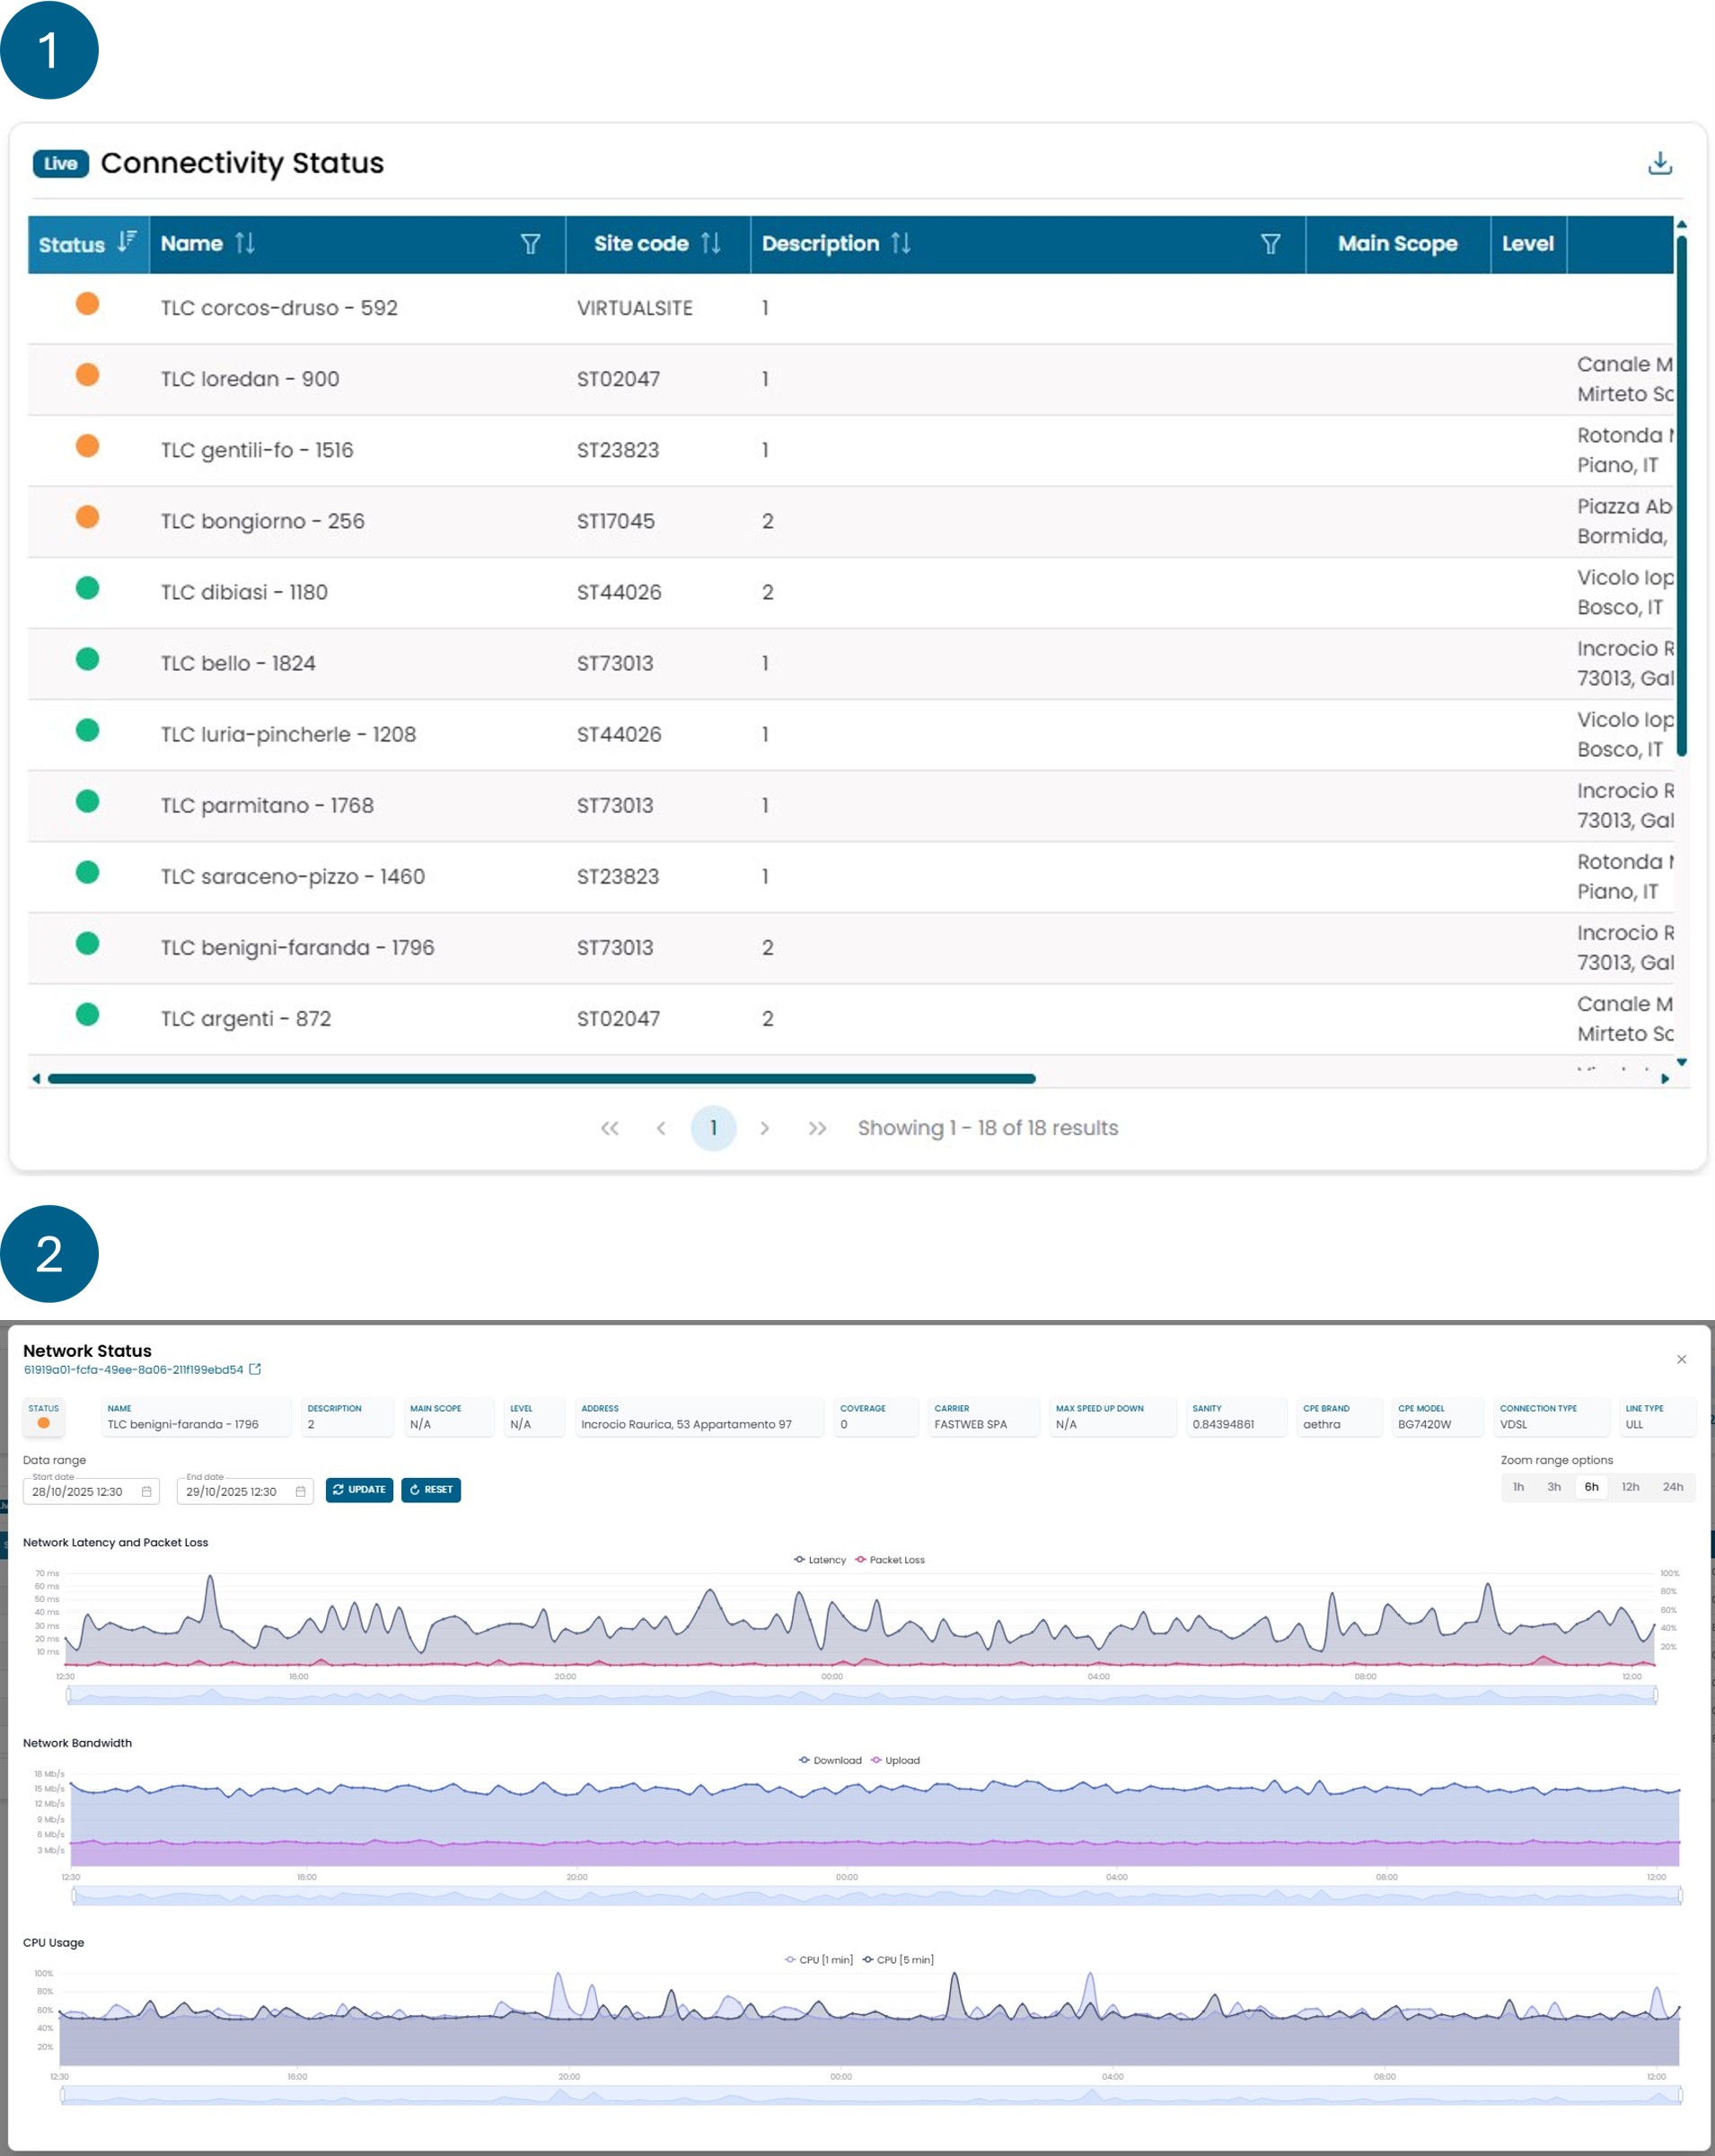 1
Live Connectivity Status
Status Name Site code Description Main Scope Level
TLC corcos-druso - 592 VIRTUALSITE 1
TLC loredan - 900 ST02047 1 Canale M
Mirteto Sc
TLC gentili-fo - 1516 ST23823 1 Rotonda
Piano, IT
TLC bongiorno - 256 ST17045 2 Piazza Ab
Bormida,
TLC dibiasi - 1180 ST44026 2 Vicolo Iop
Bosco, IT
TLC bello - 1824 ST73013 1 Incrocio R
73013, Gal
TLC luria-pincherle - 1208 ST44026 1 Vicolo Iop
Bosco, IT
TLC parmitano - 1768 ST73013 1 Incrocio R
73013, Gal
TLC saraceno-pizzo - 1460 ST23823 1 Rotonda
Piano, IT
TLC benigni-faranda - 1796 ST73013 2 Incrocio R
73013, Gal
TLC argenti - 872 ST02047 2 Canale M
Mirteto Sc
<< < 1 > >> Showing 1 - 18 of 18 results
2
Network Status
61919a01-fcfa-49ee-8a06-211f199ebd54
STATUS NAME DESCRIPTION MAIN SCOPE LEVEL ADDRESS COVERAGE CARRIER MAX SPEED UP DOWN SANITY CPE BRAND CPE MODEL CONNECTION TYPE LINE TYPE
TLC benigni-faranda - 1796 2 N/A N/A Incrocio Raurica, 53 Appartamento 97 0 FASTWEB SPA N/A 0.84394861 aethra BG7420W VDSL ULL
Data range Zoom range options
Start date End date
28/10/2025 12:30 29/10/2025 12:30 UPDATE RESET 1h 3h 6h 12h 24h
Network Latency and Packet Loss
Latency Packet Loss
70 ms 100%
60 ms 80%
50 ms
40 ms 60%
30 ms 40%
20 ms 20%
10 ms
12:30 16:00 20:00 00:00 04:00 08:00 12:00
Network Bandwidth
Download Upload
18 Mb/s
15 Mb/s
12 Mb/s
9 Mb/s
6 Mb/s
3 Mb/s
12:30 16:00 20:00 00:00 04:00 08:00 12:00
CPU Usage
CPU [1 min] CPU [5 min]
100%
80%
60%
40%
20%
12:30 16:00 20:00 00:00 04:00 08:00 12:00